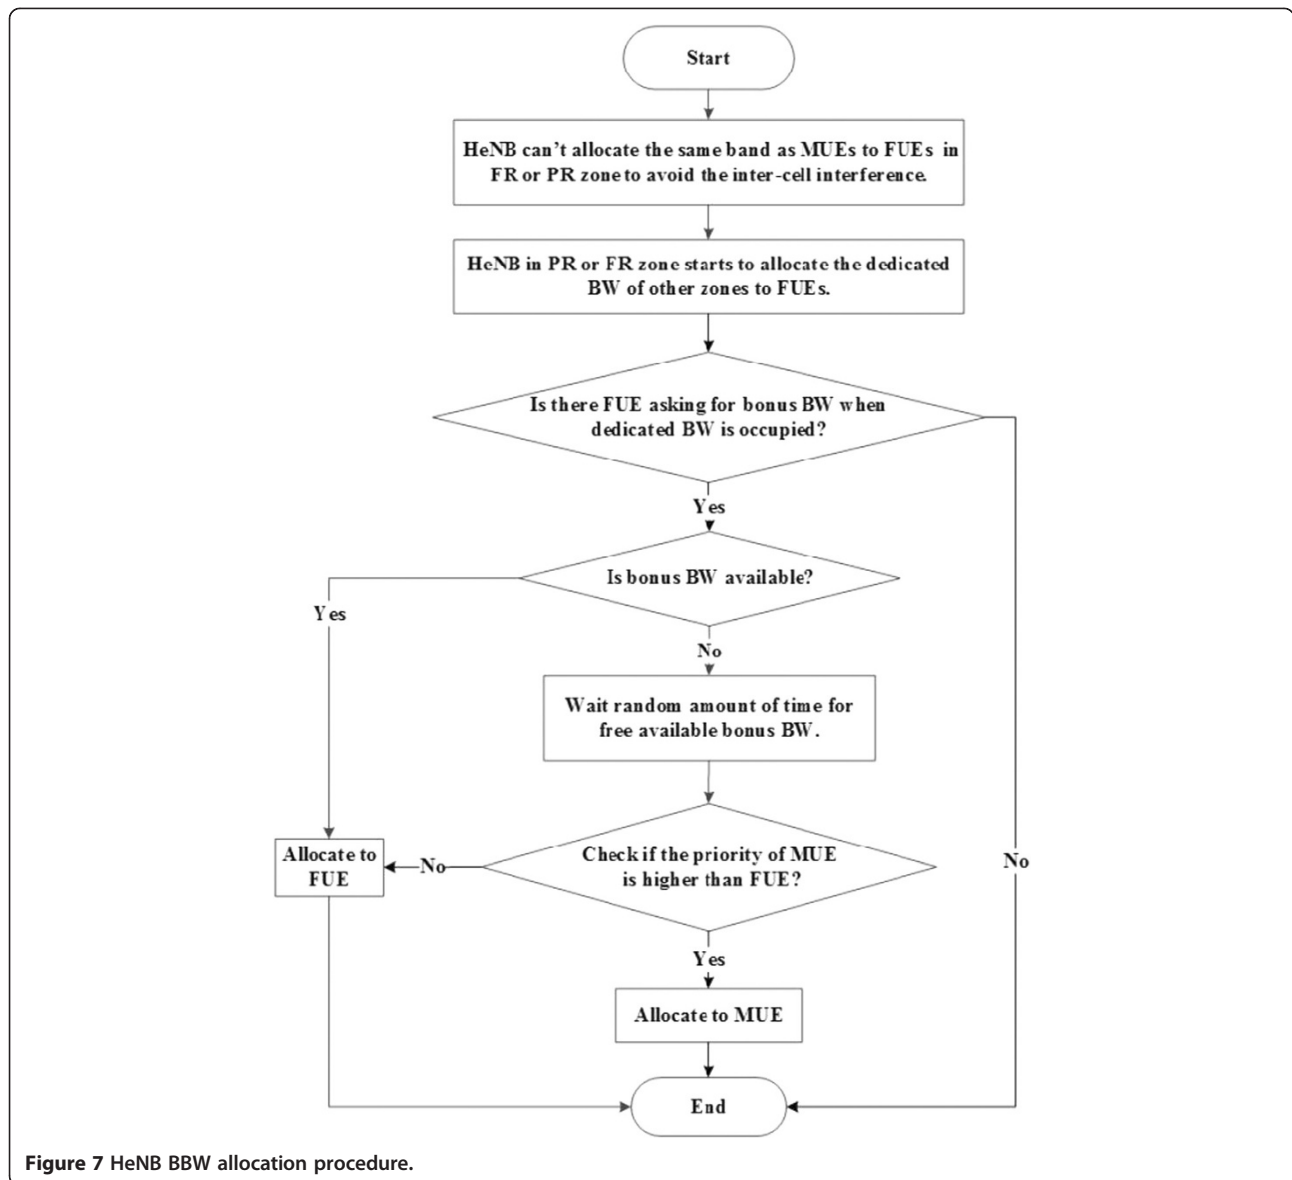 Start
HeNB can't allocate the same band as MUEs to FUEs in
FR or PR zone to avoid the inter-cell interference.
HeNB in PR or FR zone starts to allocate the dedicated
BW of other zones to FUEs.
Is there FUE asking for bonus BW when
dedicated BW is occupied?
Yes
Is bonus BW available?
Yes
No
Wait random amount of time for
free available bonus BW.
Check if the priority of MUE
is higher than FUE?
Allocate to
FUE
No
No
Yes
Allocate to MUE
End
Figure 7 HeNB BBW allocation procedure.